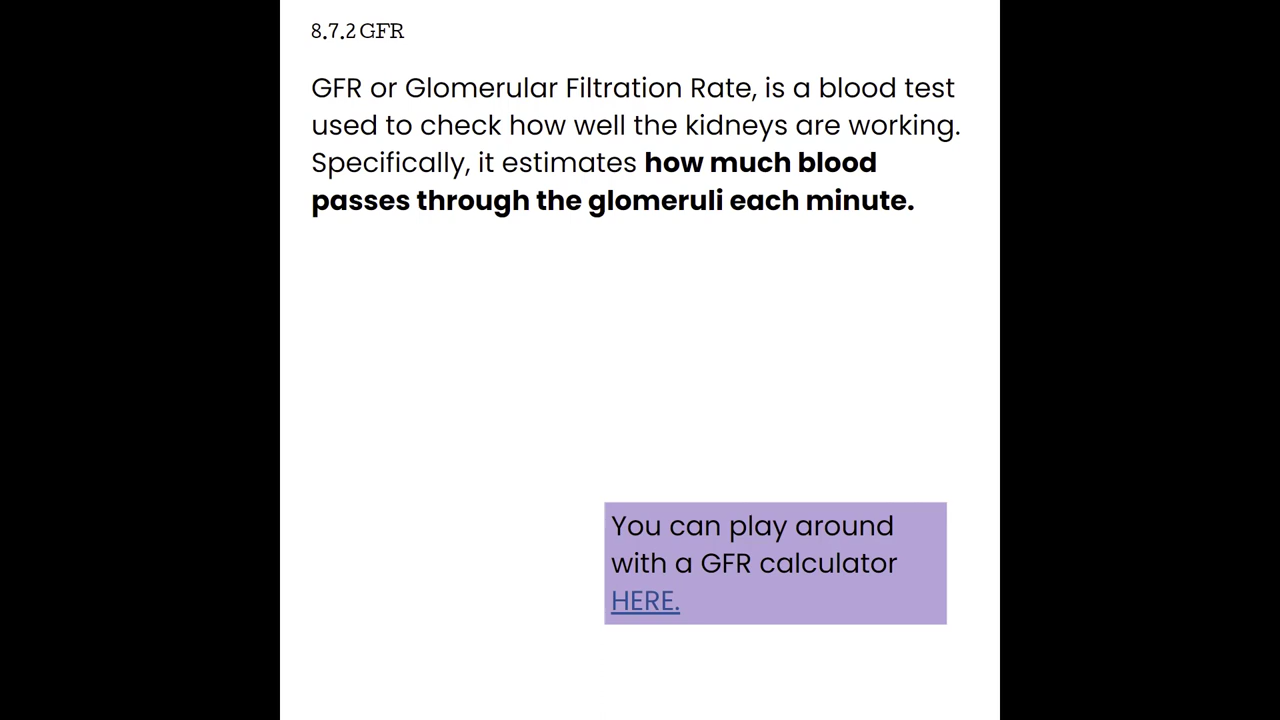 8.7.2 GFR
GFR or Glomerular Filtration Rate, is a blood test
used to check how well the kidneys are working.
Specifically, it estimates how much blood
passes through the glomeruli each minute.
You can play around
with a GFR calculator
HERE.